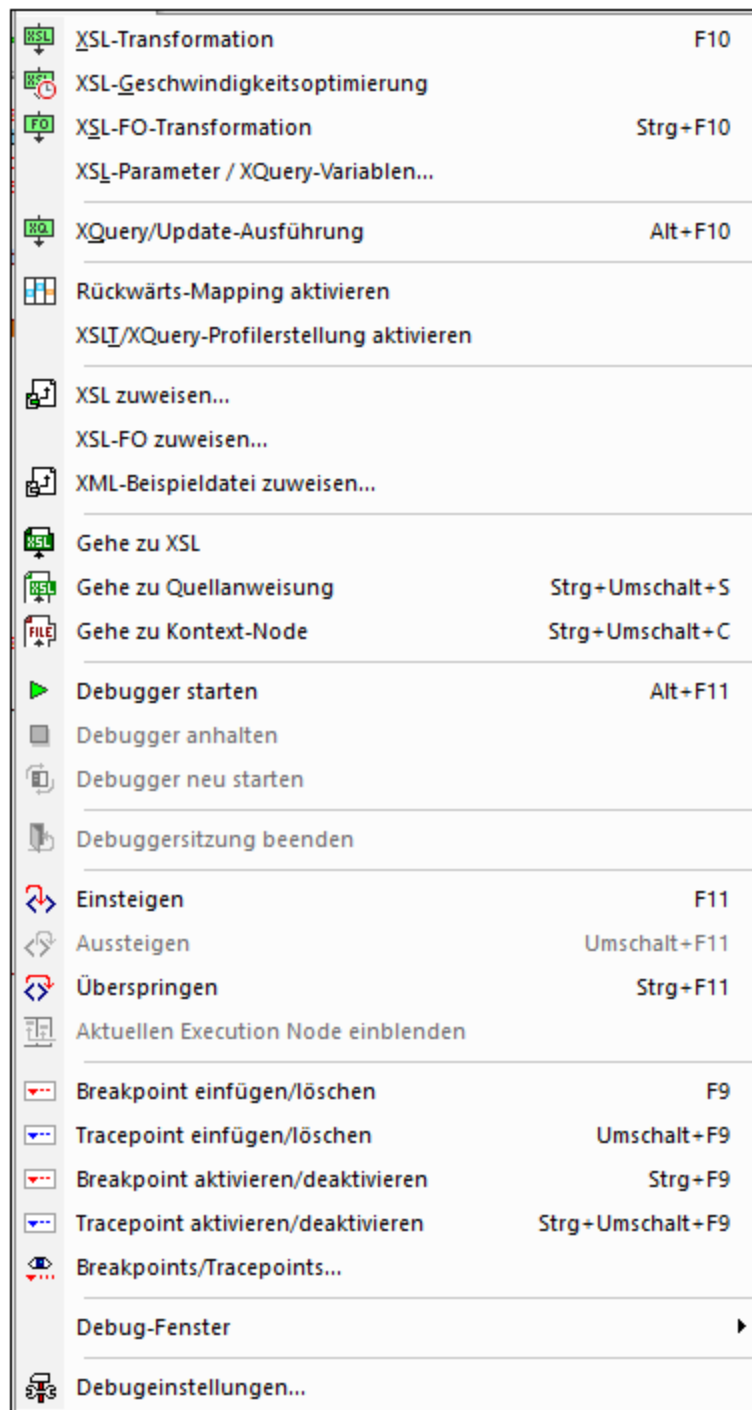 XSL-Transformation F10
XSL-Geschwindigkeitsoptimierung
FO XSL-FO-Transformation Strg+F10
XSL-Parameter / XQuery-Variablen...
XQ XQuery/Update-Ausführung Alt+F10
Rückwärts-Mapping aktivieren
XSLT/XQuery-Profilerstellung aktivieren
XSL zuweisen...
XSL-FO zuweisen...
XML-Beispieldatei zuweisen...
XSL Gehe zu XSL
XSL Gehe zu Quellanweisung Strg+Umschalt+S
FILE Gehe zu Kontext-Node Strg+Umschalt+C
Debugger starten Alt+F11
Debugger anhalten
Debugger neu starten
Debuggersitzung beenden
Einsteigen F11
Aussteigen Umschalt+F11
Überspringen Strg+F11
Aktuellen Execution Node einblenden
Breakpoint einfügen/löschen F9
Tracepoint einfügen/löschen Umschalt+F9
Breakpoint aktivieren/deaktivieren Strg+F9
Tracepoint aktivieren/deaktivieren Strg+Umschalt+F9
Breakpoints/Tracepoints...
Debug-Fenster
Debugeinstellungen...